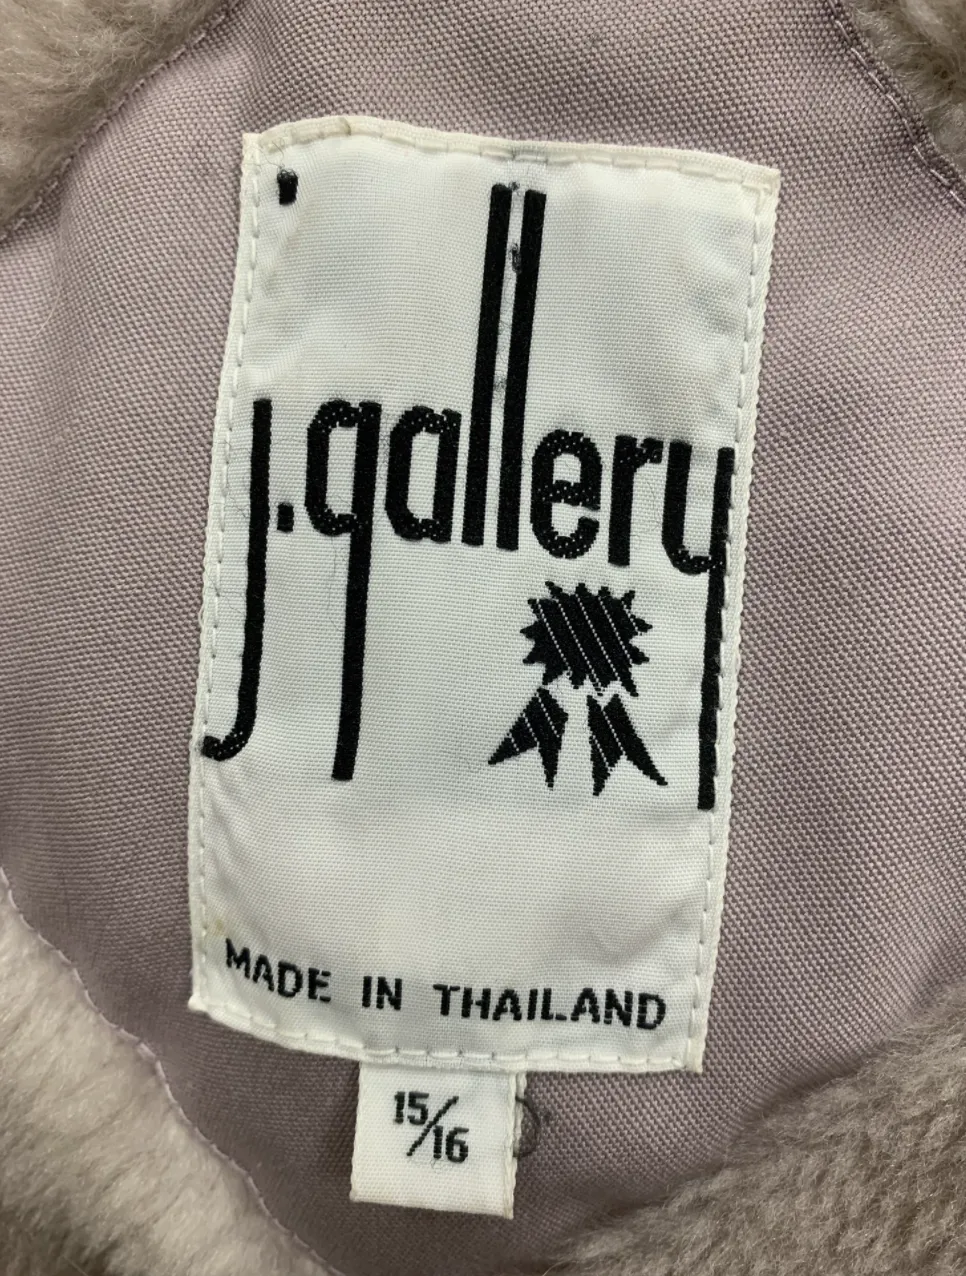 j.gallery
MADE IN THAILAND
15/16